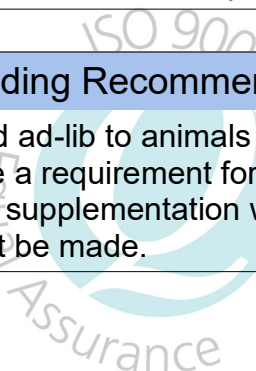 ISO 900
ding Recommen
d ad-lib to animals
e a requirement for
supplementation w
t be made.
Assurance